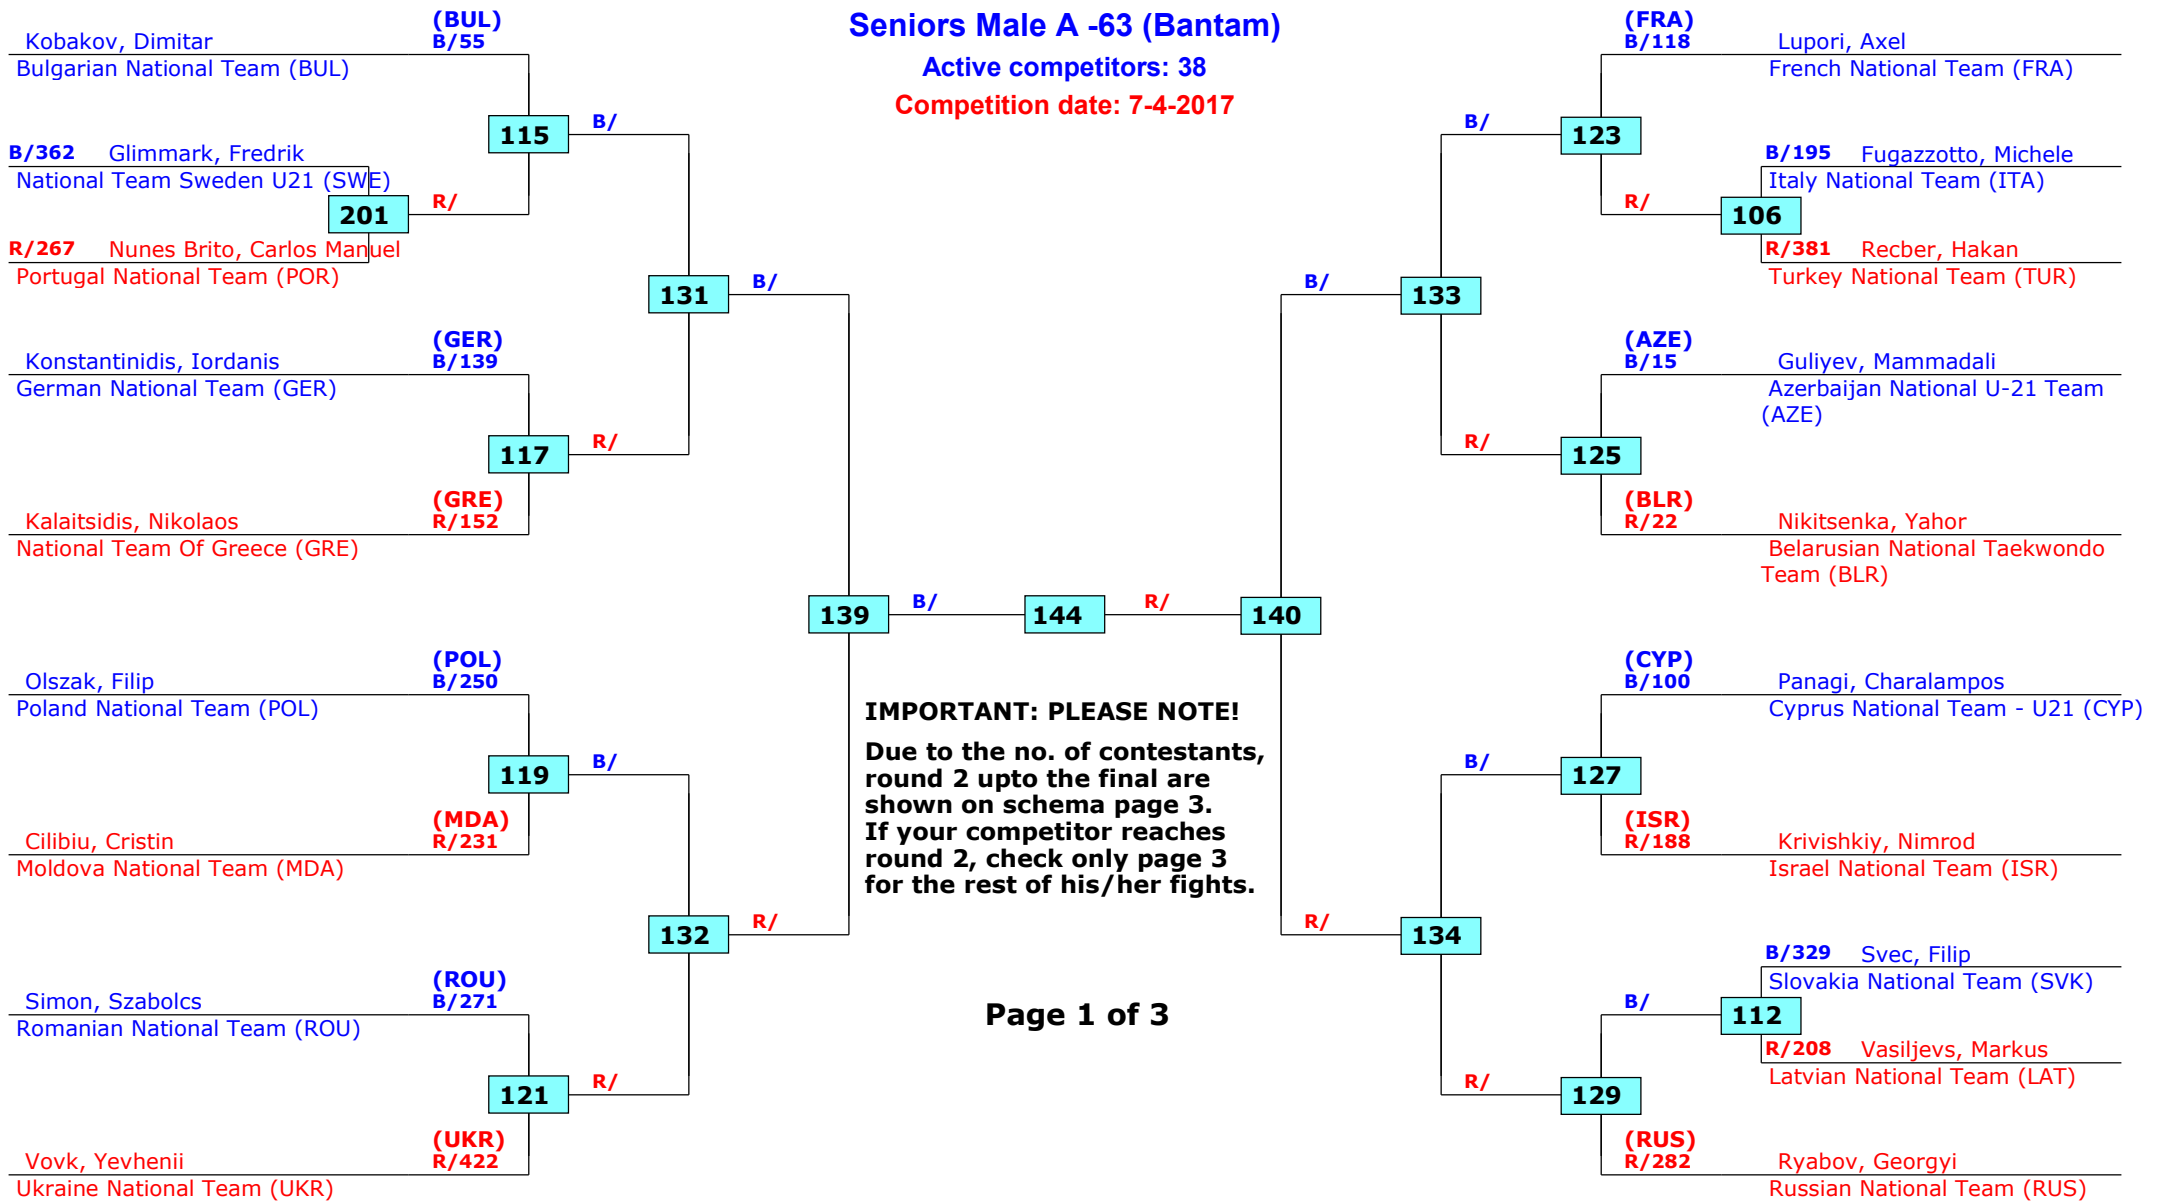 Seniors Male A -63 (Bantam)
Active competitors: 38
Competition date: 7-4-2017
(BUL)
Kobakov, Dimitar B/55
Bulgarian National Team (BUL)
115 B/
B/362 Glimmark, Fredrik
National Team Sweden U21 (SWE)
201 R/
R/267 Nunes Brito, Carlos Manuel
Portugal National Team (POR)
131 B/
(GER)
Konstantinidis, Iordanis B/139
German National Team (GER)
117 R/
(GRE)
Kalaitsidis, Nikolaos R/152
National Team Of Greece (GRE)
139 B/ 144 R/ 140
(POL)
Olszak, Filip B/250
Poland National Team (POL)
119 B/
(MDA)
Cilibiu, Cristin R/231
Moldova National Team (MDA)
132 R/
(ROU)
Simon, Szabolcs B/271
Romanian National Team (ROU)
121 R/
(UKR)
Vovk, Yevhenii R/422
Ukraine National Team (UKR)
IMPORTANT: PLEASE NOTE!
Due to the no. of contestants,
round 2 upto the final are
shown on schema page 3.
If your competitor reaches
round 2, check only page 3
for the rest of his/her fights.
Page 1 of 3
(FRA)
B/118 Lupori, Axel
French National Team (FRA)
B/ 123
B/195 Fugazzotto, Michele
Italy National Team (ITA)
R/ 106
R/381 Recber, Hakan
Turkey National Team (TUR)
B/ 133
(AZE)
B/15 Guliyev, Mammadali
Azerbaijan National U-21 Team
(AZE)
R/ 125
(BLR)
R/22 Nikitsenka, Yahor
Belarusian National Taekwondo
Team (BLR)
(CYP)
B/100 Panagi, Charalampos
Cyprus National Team - U21 (CYP)
B/ 127
(ISR)
R/188 Krivishkiy, Nimrod
Israel National Team (ISR)
R/ 134
B/329 Svec, Filip
Slovakia National Team (SVK)
B/ 112
R/208 Vasiljevs, Markus
Latvian National Team (LAT)
R/ 129
(RUS)
R/282 Ryabov, Georgyi
Russian National Team (RUS)